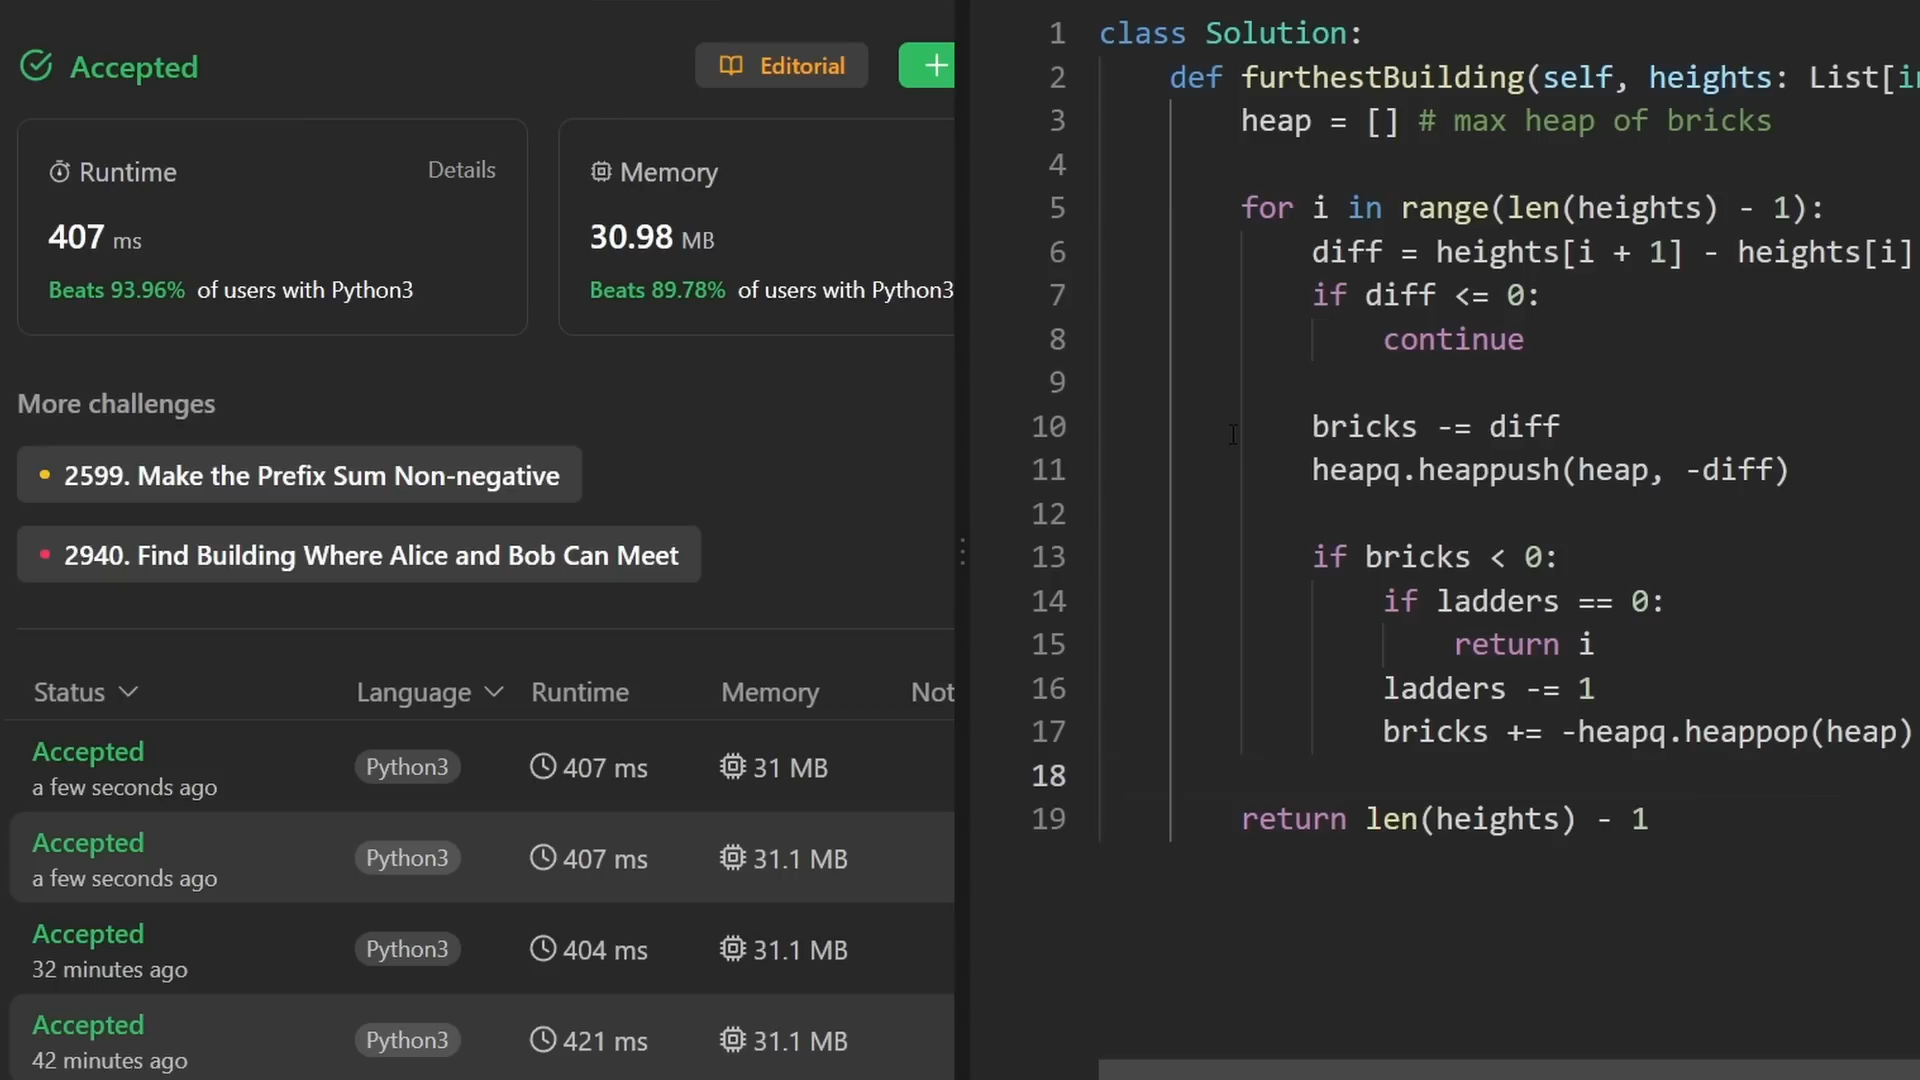 Accepted
Editorial
Runtime
Details
407 ms
Beats 93.96% of users with Python3
Memory
30.98 MB
Beats 89.78% of users with Python3
More challenges
2599. Make the Prefix Sum Non-negative
2940. Find Building Where Alice and Bob Can Meet
Status Language Runtime Memory Not
Accepted
a few seconds ago
Python3 407 ms 31 MB
Accepted
a few seconds ago
Python3 407 ms 31.1 MB
Accepted
32 minutes ago
Python3 404 ms 31.1 MB
Accepted
42 minutes ago
Python3 421 ms 31.1 MB
1 class Solution:
2 def furthestBuilding(self, heights: List[in
3 heap = [] # max heap of bricks
4
5 for i in range(len(heights) - 1):
6 diff = heights[i + 1] - heights[i]
7 if diff <= 0:
8 continue
9
10 bricks -= diff
11 heapq.heappush(heap, -diff)
12
13 if bricks < 0:
14 if ladders == 0:
15 return i
16 ladders -= 1
17 bricks += -heapq.heappop(heap)
18
19 return len(heights) - 1